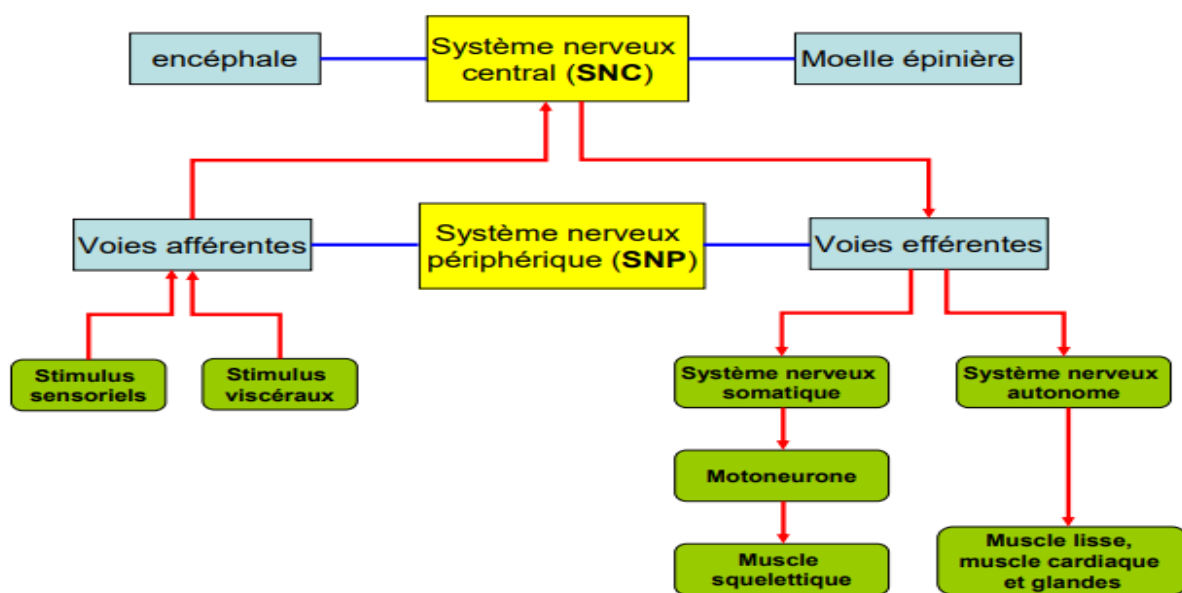 encéphale
Système nerveux
central (SNC)
Moelle épinière
Voies afférentes
Système nerveux
périphérique (SNP)
Voies efférentes
Stimulus
sensoriels
Stimulus
viscéraux
Système nerveux
somatique
Système nerveux
autonome
Motoneurone
Muscle
squelettique
Muscle lisse,
muscle cardiaque
et glandes